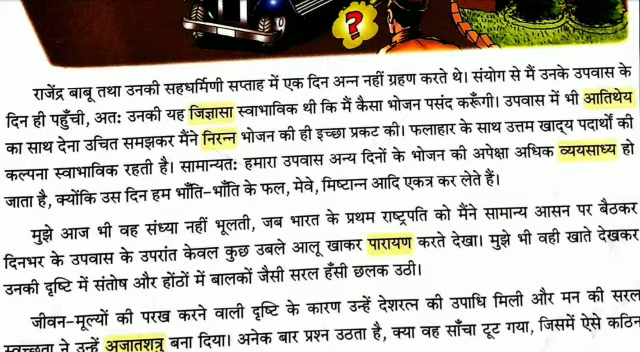 ?
राजेंद्र बाबू तथा उनकी सहधर्मिणी सप्ताह में एक दिन अन्न नहीं ग्रहण करते थे। संयोग से मैं उनके उपवास के
दिन ही पहुँची, अत: उनकी यह जिज्ञासा स्वाभाविक थी कि मैं कैसा भोजन पसंद करूँगी। उपवास में भी आतिथेय
का साथ देना उचित समझकर मैंने निरन्न भोजन की ही इच्छा प्रकट की। फलाहार के साथ उत्तम खाद्य पदार्थों की
कल्पना स्वाभाविक रहती है। सामान्यत: हमारा उपवास अन्य दिनों के भोजन की अपेक्षा अधिक व्ययसाध्य हो
जाता है, क्योंकि उस दिन हम भाँति-भाँति के फल, मेवे, मिष्टान्न आदि एकत्र कर लेते हैं।
मुझे आज भी वह संध्या नहीं भूलती, जब भारत के प्रथम राष्ट्रपति को मैंने सामान्य आसन पर बैठकर
दिनभर के उपवास के उपरांत केवल कुछ उबले आलू खाकर पारायण करते देखा। मुझे भी वही खाते देखकर
उनकी दृष्टि में संतोष और होंठों में बालकों जैसी सरल हँसी छलक उठी।
जीवन-मूल्यों की परख करने वाली दृष्टि के कारण उन्हें देशरत्न की उपाधि मिली और मन की सरल
स्वच्छता ने उन्हें अजातशत्रु बना दिया। अनेक बार प्रश्न उठता है, क्या वह साँचा टूट गया, जिसमें ऐसे कठिन